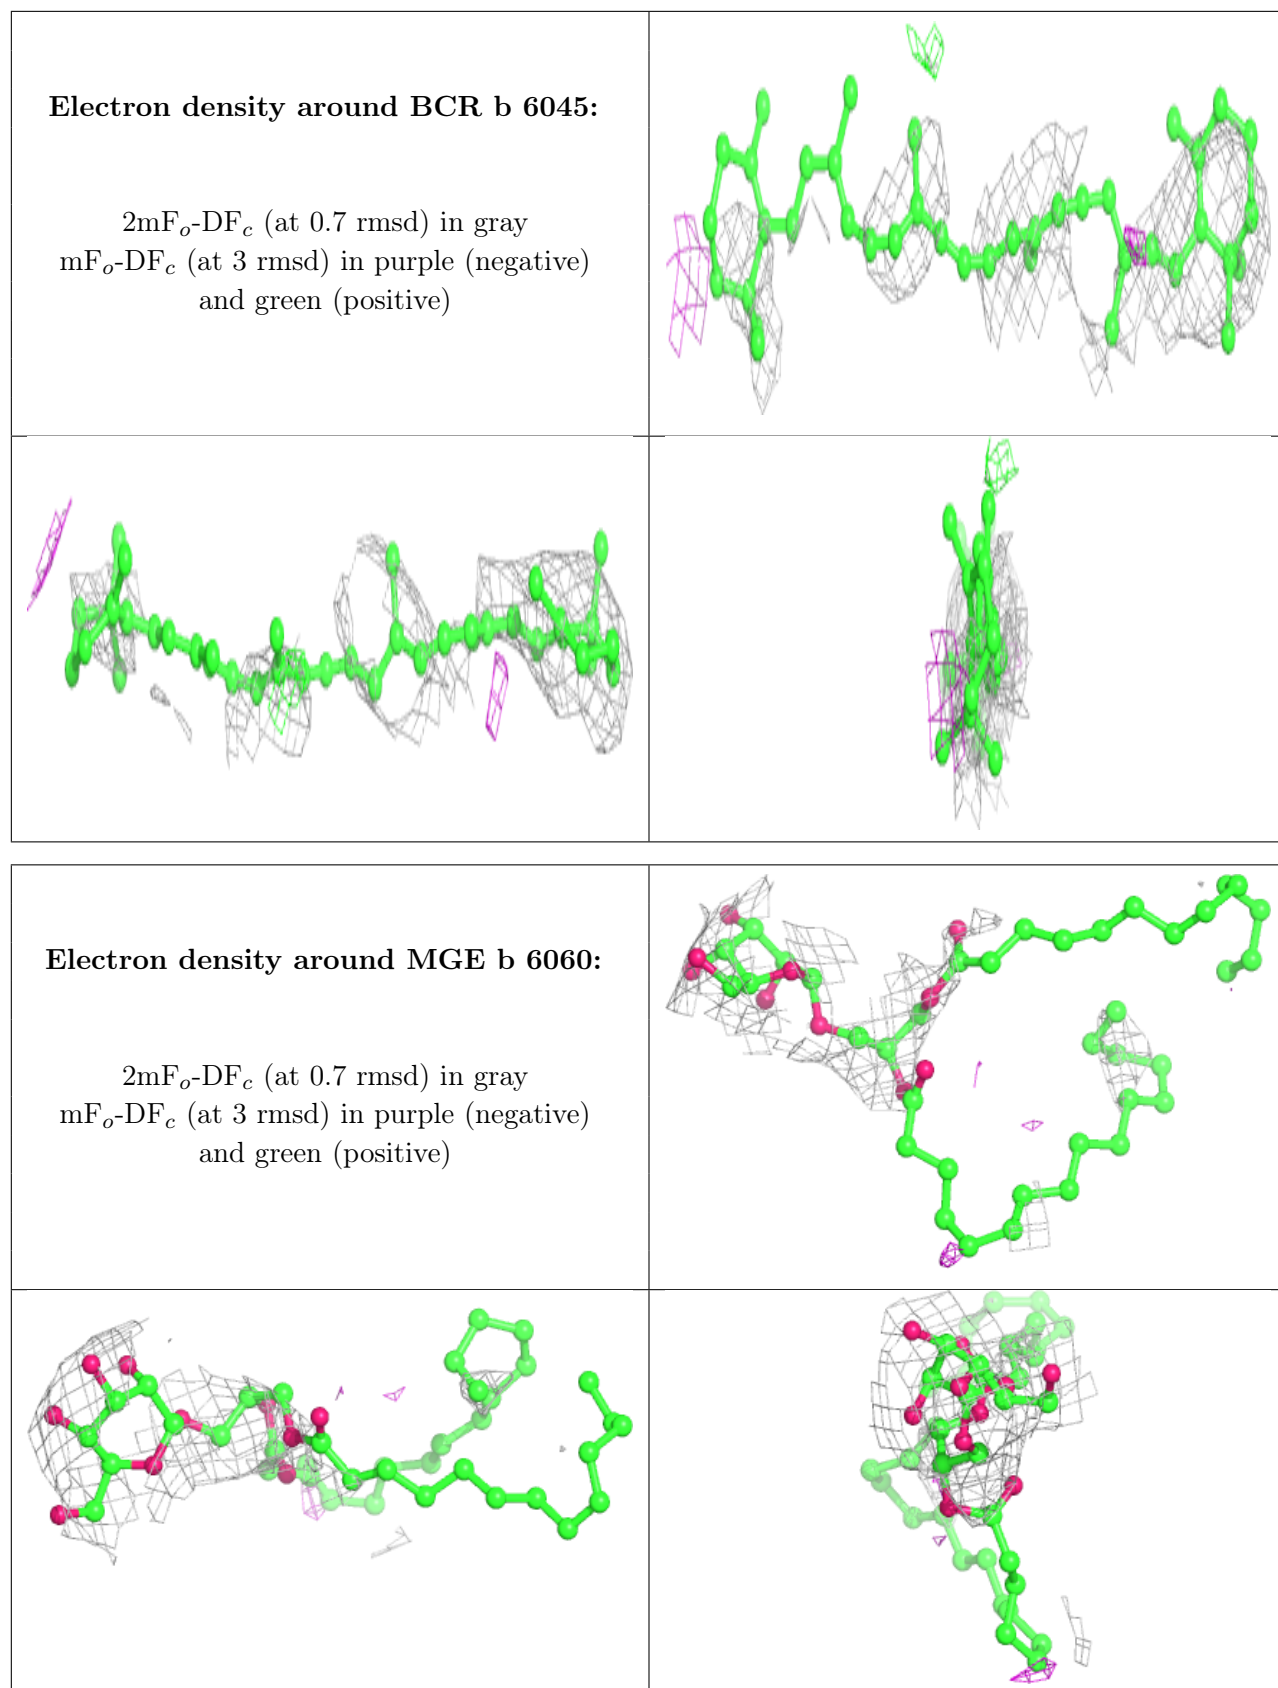 Electron density around BCR b 6045:
2mFₒ-DF𝒸 (at 0.7 rmsd) in gray
mFₒ-DF𝒸 (at 3 rmsd) in purple (negative)
and green (positive)
Electron density around MGE b 6060:
2mFₒ-DF𝒸 (at 0.7 rmsd) in gray
mFₒ-DF𝒸 (at 3 rmsd) in purple (negative)
and green (positive)